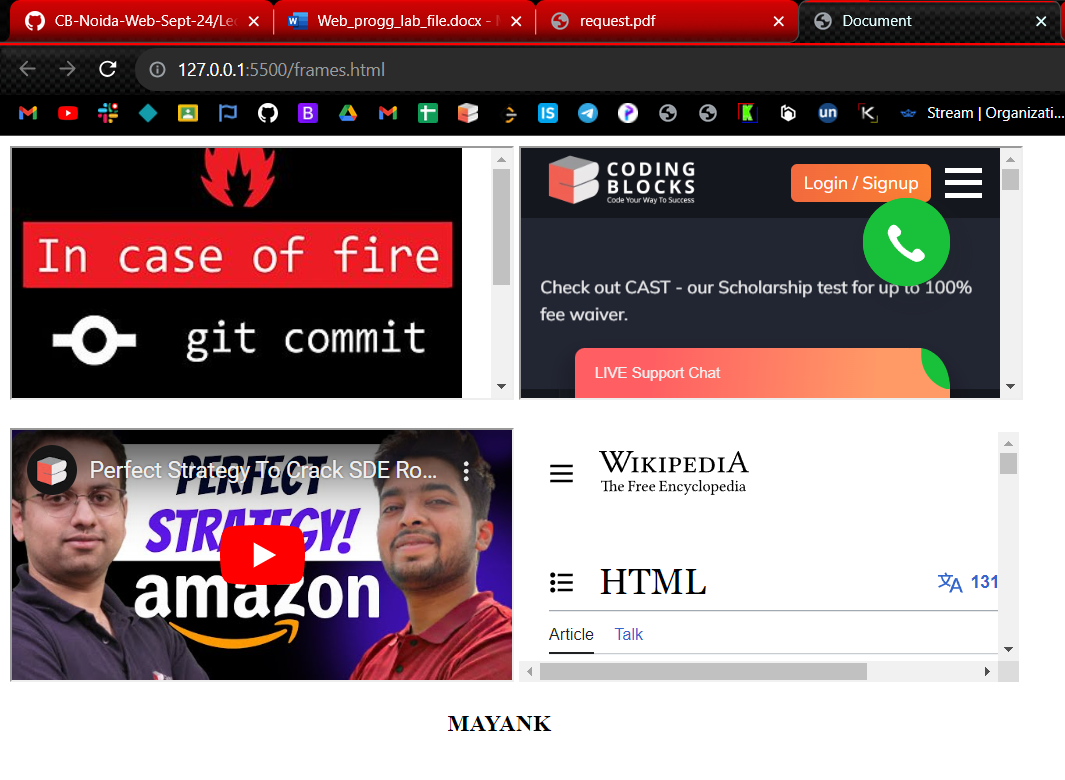 CB-Noida-Web-Sept-24/Lec
Web_progg_lab_file.docx - M
request.pdf
Document
127.0.0.1:5500/frames.html
B
IS
un
K
Stream | Organizati...
In case of fire
git commit
CODING
BLOCKS
Code Your Way To Success
Login / Signup
Check out CAST - our Scholarship test for up to 100%
fee waiver.
LIVE Support Chat
Perfect Strategy To Crack SDE Ro...
PERFECT
STRATEGY!
amazon
WIKIPEDIA
The Free Encyclopedia
HTML
131
Article Talk
MAYANK